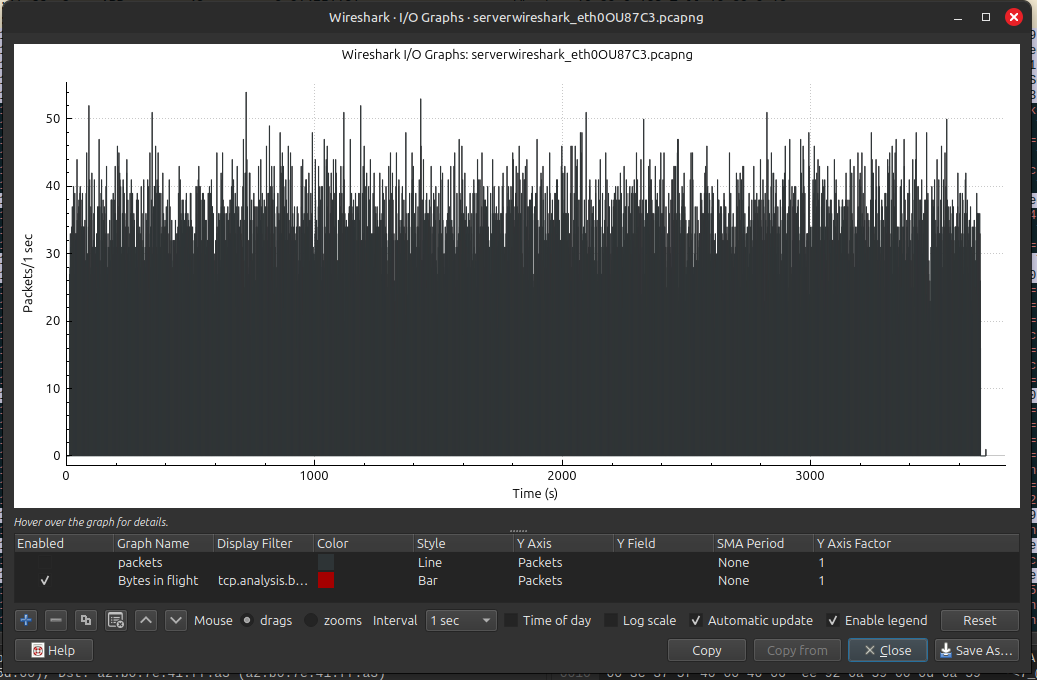 Wireshark · I/O Graphs · serverwireshark_eth0OU87C3.pcapng
Wireshark I/O Graphs: serverwireshark_eth0OU87C3.pcapng
Packets/1 sec
50
40
30
20
10
0
0 1000 2000 3000
Time (s)
Hover over the graph for details.
Enabled Graph Name Display Filter Color Style Y Axis Y Field SMA Period Y Axis Factor
packets Line Packets None 1
Bytes in flight tcp.analysis.b… Bar Packets None 1
Mouse drags zooms Interval 1 sec Time of day Log scale Automatic update Enable legend Reset
Help Copy Copy from Close Save As…